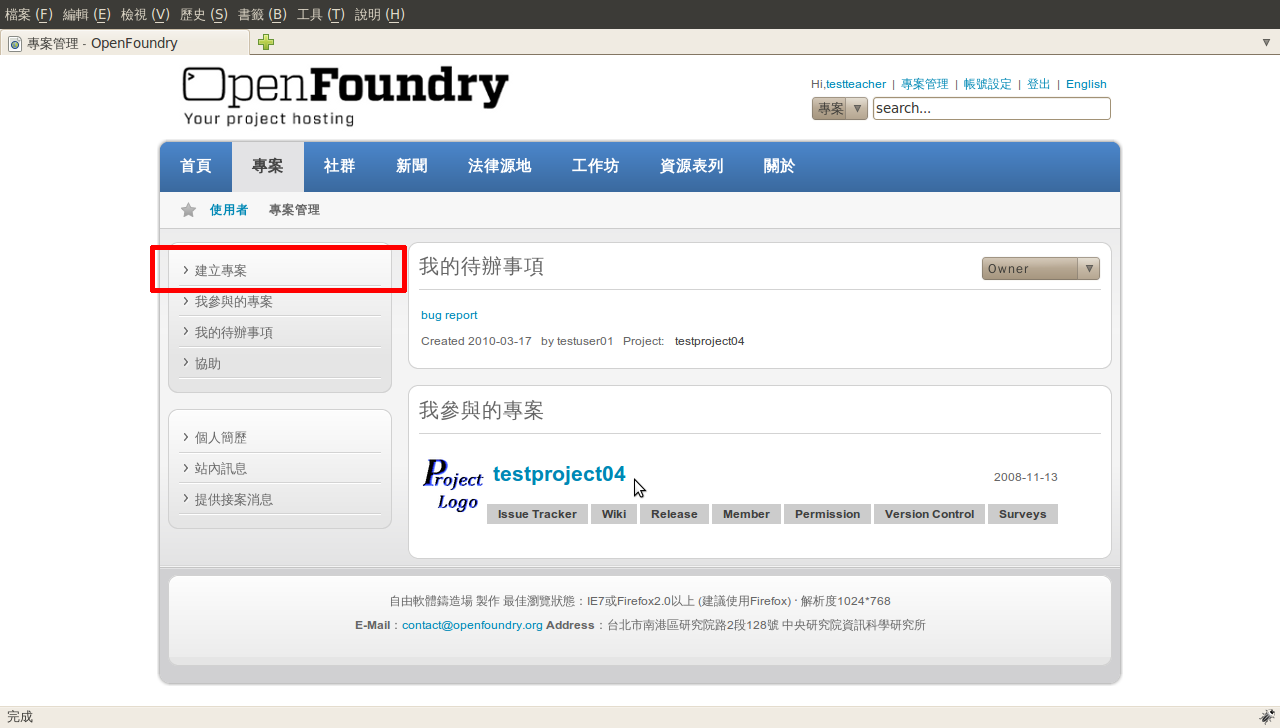 檔案 (F) 編輯 (E) 檢視 (V) 歷史 (S) 書籤 (B) 工具 (T) 說明 (H)
專案管理 - OpenFoundry
OpenFoundry
Your project hosting
Hi,testteacher | 專案管理 | 帳號設定 | 登出 | English
專案 search...
首頁 專案 社群 新聞 法律源地 工作坊 資源表列 關於
使用者 專案管理
建立專案
我參與的專案
我的待辦事項
協助
個人簡歷
站內訊息
提供接案消息
我的待辦事項
Owner
bug report
Created 2010-03-17 by testuser01 Project: testproject04
我參與的專案
Project Logo
testproject04
2008-11-13
Issue Tracker Wiki Release Member Permission Version Control Surveys
自由軟體鑄造場 製作 最佳瀏覽狀態：IE7或Firefox2.0以上 (建議使用Firefox)．解析度1024*768
E-Mail：contact@openfoundry.org Address：台北市南港區研究院路2段128號 中央研究院資訊科學研究所
完成